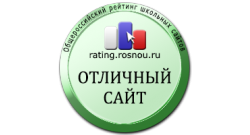 Общероссийский рейтинг школьных сайтов
rating.rosnou.ru
ОТЛИЧНЫЙ
САЙТ